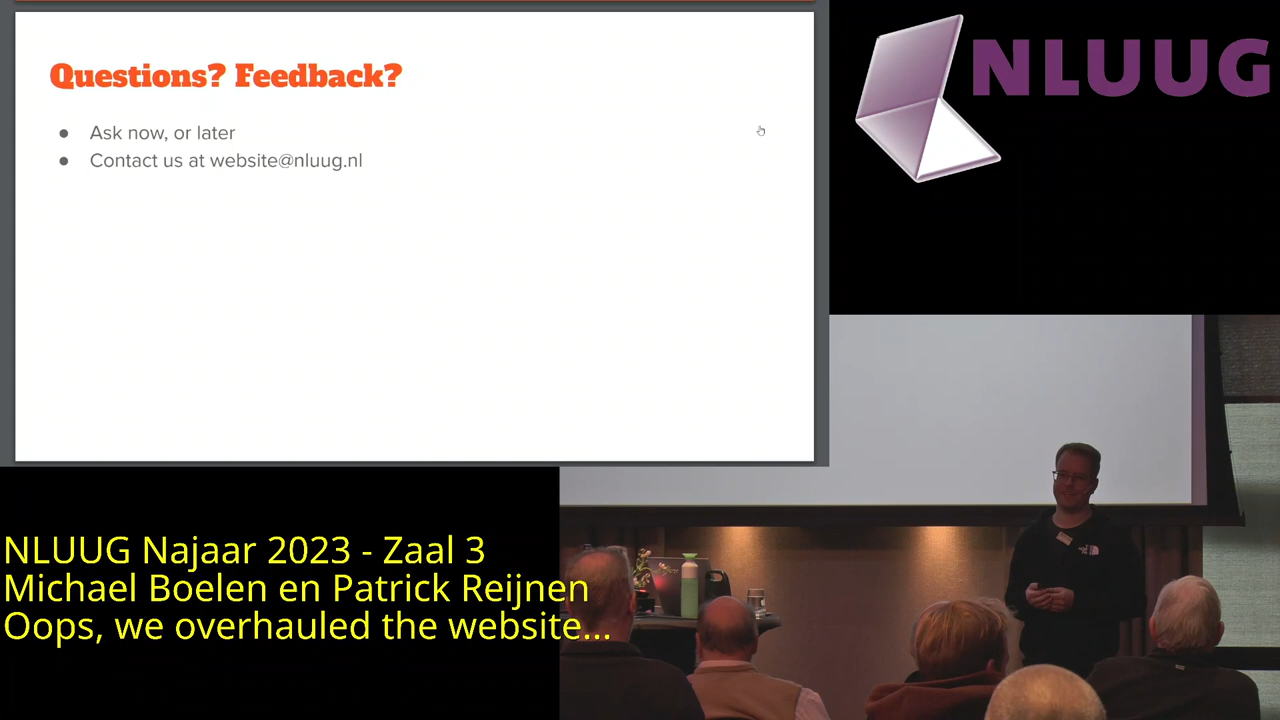 Questions? Feedback?
● Ask now, or later
● Contact us at website@nluug.nl
NLUUG
NLUUG Najaar 2023 - Zaal 3
Michael Boelen en Patrick Reijnen
Oops, we overhauled the website...